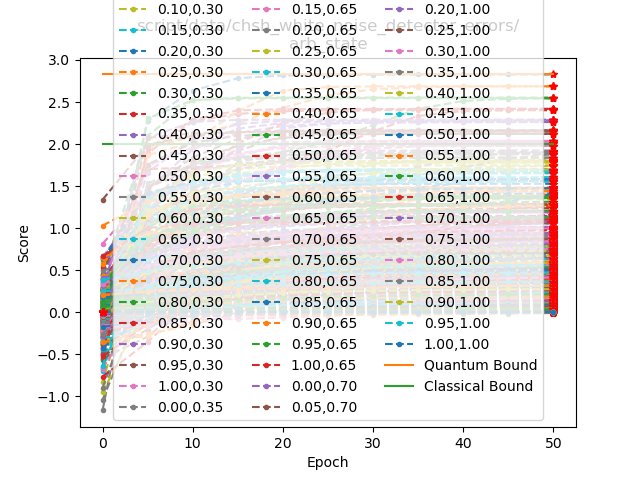 script/data/chsh_white_noise_detector_errors/
arb_state
0.10,0.30 0.15,0.65 0.20,1.00
0.15,0.30 0.20,0.65 0.25,1.00
0.20,0.30 0.25,0.65 0.30,1.00
0.25,0.30 0.30,0.65 0.35,1.00
0.30,0.30 0.35,0.65 0.40,1.00
0.35,0.30 0.40,0.65 0.45,1.00
0.40,0.30 0.45,0.65 0.50,1.00
0.45,0.30 0.50,0.65 0.55,1.00
0.50,0.30 0.55,0.65 0.60,1.00
0.55,0.30 0.60,0.65 0.65,1.00
0.60,0.30 0.65,0.65 0.70,1.00
0.65,0.30 0.70,0.65 0.75,1.00
0.70,0.30 0.75,0.65 0.80,1.00
0.75,0.30 0.80,0.65 0.85,1.00
0.80,0.30 0.85,0.65 0.90,1.00
0.85,0.30 0.90,0.65 0.95,1.00
0.90,0.30 0.95,0.65 1.00,1.00
0.95,0.30 1.00,0.65 Quantum Bound
1.00,0.30 0.00,0.70 Classical Bound
0.00,0.35 0.05,0.70
3.0
2.5
2.0
1.5
1.0
0.5
0.0
−0.5
−1.0
Score
0 10 20 30 40 50
Epoch